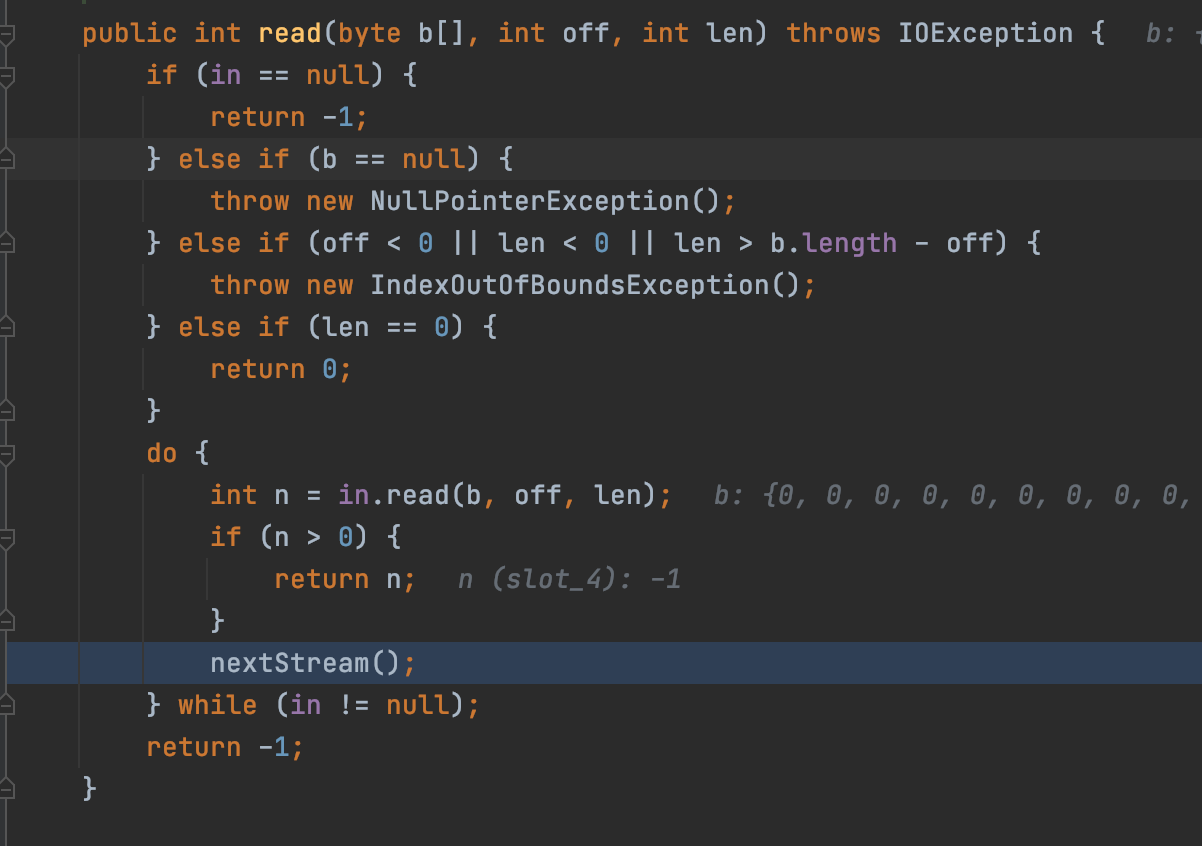 public int read(byte b[], int off, int len) throws IOException {   b: {
    if (in == null) {
        return -1;
    } else if (b == null) {
        throw new NullPointerException();
    } else if (off < 0 || len < 0 || len > b.length - off) {
        throw new IndexOutOfBoundsException();
    } else if (len == 0) {
        return 0;
    }
    do {
        int n = in.read(b, off, len);   b: {0, 0, 0, 0, 0, 0, 0, 0, 0,
        if (n > 0) {
            return n;   n (slot_4): -1
        }
        nextStream();
    } while (in != null);
    return -1;
}